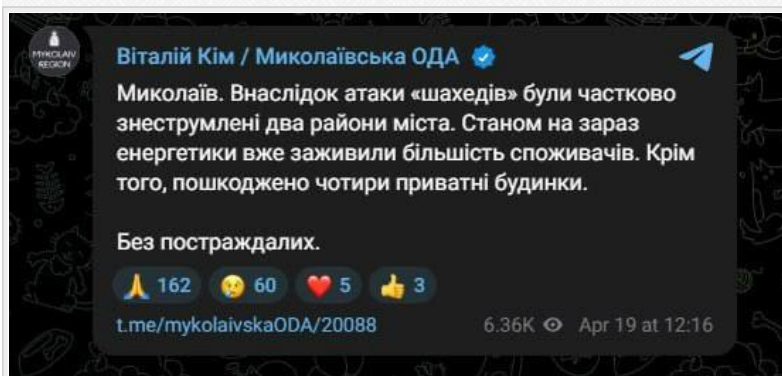 MYKOLAIV
REGION
Віталій Кім / Миколаївська ОДА
Миколаїв. Внаслідок атаки «шахедів» були частково
знеструмлені два райони міста. Станом на зараз
енергетики вже заживили більшість споживачів. Крім
того, пошкоджено чотири приватні будинки.
Без постраждалих.
🙏 162 😢 60 ❤️ 5 👍 3
t.me/mykolaivskaODA/20088 6.36K Apr 19 at 12:16